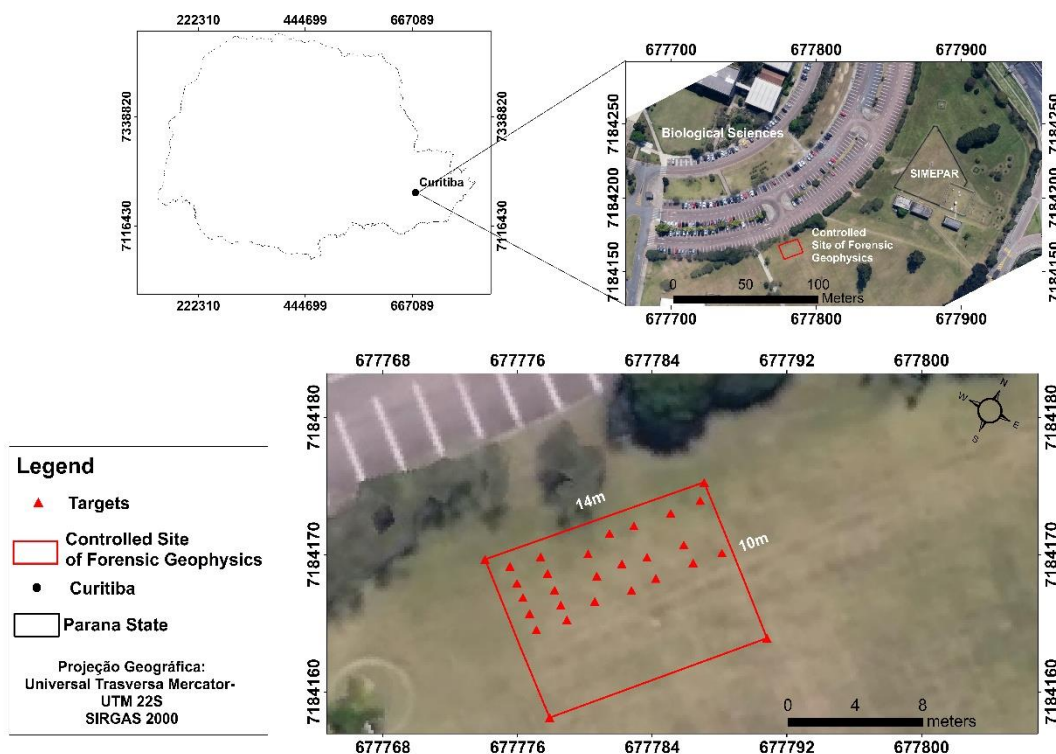 222310 444699 667089
7338820 7338820
Curitiba
7116430 7116430
222310 444699 667089
677700 677800 677900
7184250 7184250
Biological Sciences
SIMEPAR
7184200 7184200
Controlled
Site of Forensic
Geophysics
7184150 7184150
0 50 100
Meters
677700 677800 677900
677768 677776 677784 677792 677800
7184180 7184180
N
W
E
S
14m
10m
7184170 7184170
7184160 7184160
0 4 8
meters
677768 677776 677784 677792 677800
Legend
Targets
Controlled Site
of Forensic Geophysics
Curitiba
Parana State
Projeção Geográfica:
Universal Trasversa Mercator-
UTM 22S
SIRGAS 2000